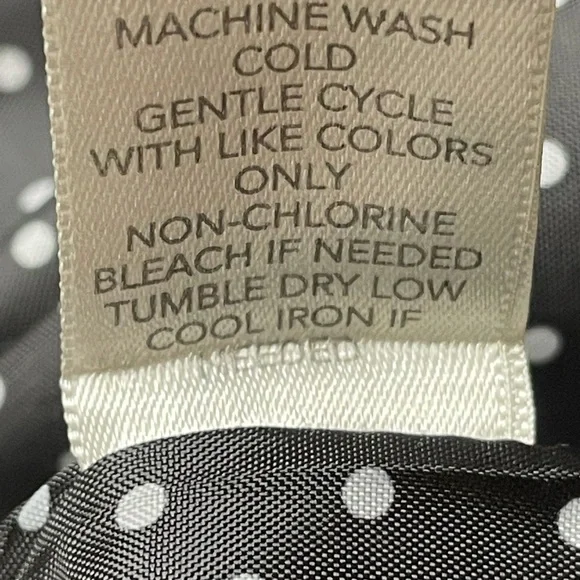 MACHINE WASH
COLD
GENTLE CYCLE
WITH LIKE COLORS
ONLY
NON-CHLORINE
BLEACH IF NEEDED
TUMBLE DRY LOW
COOL IRON IF
NEEDED